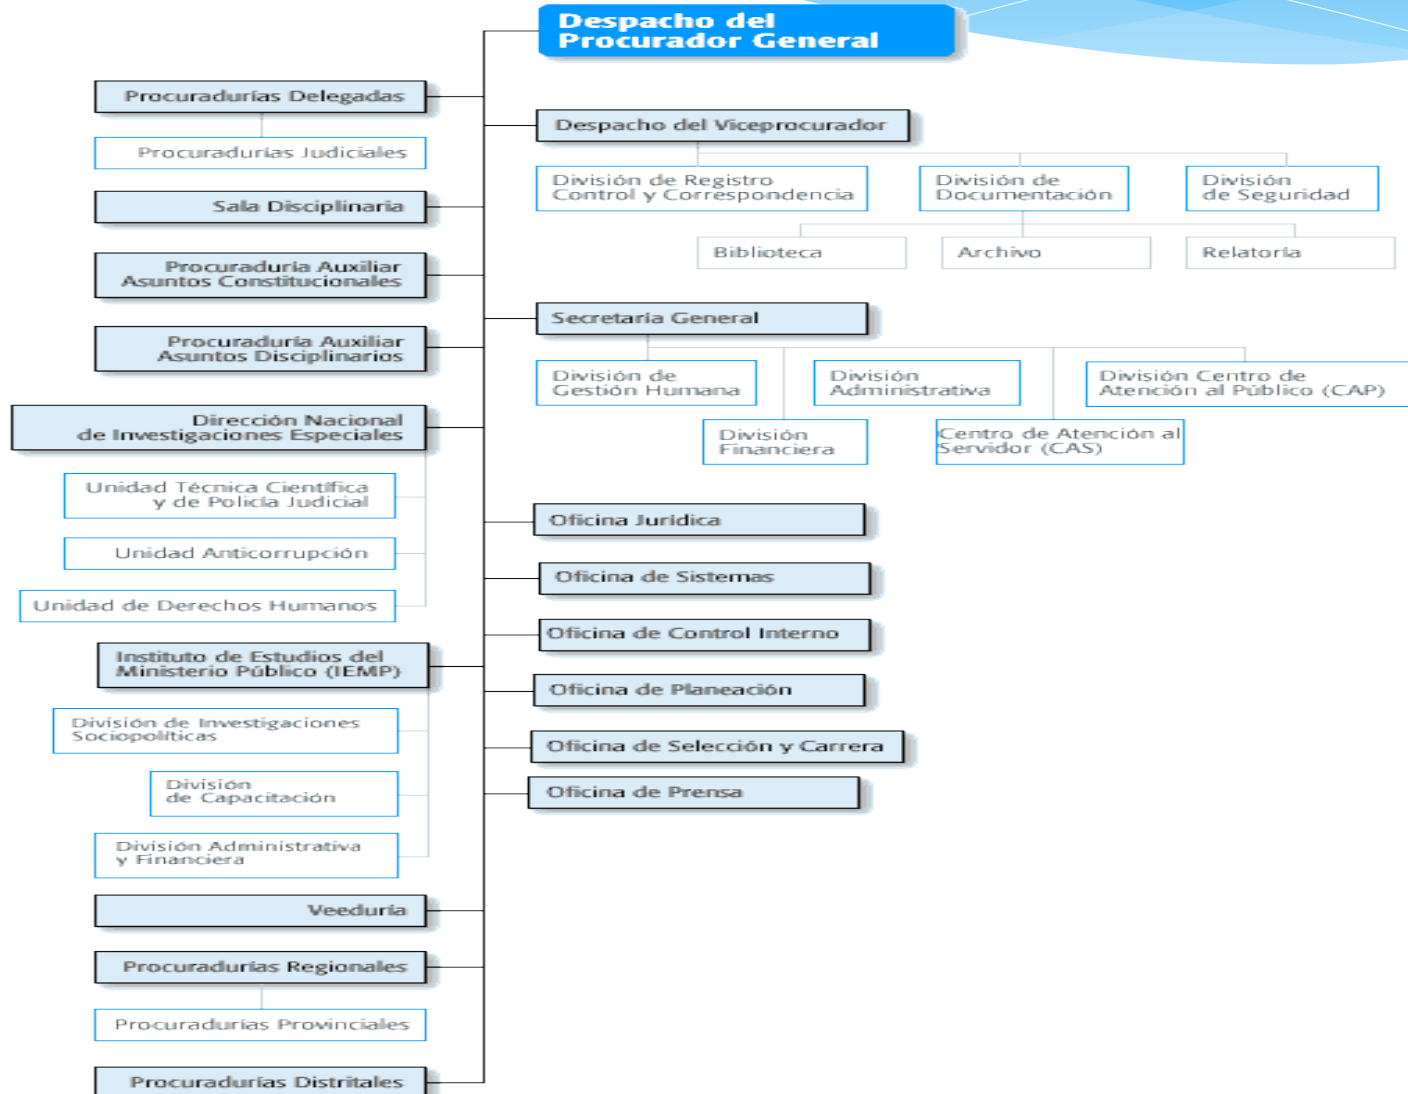 Despacho del
Procurador General
Procuradurías Delegadas
Procuradurías Judiciales
Sala Disciplinaria
Procuraduría Auxiliar
Asuntos Constitucionales
Procuraduría Auxiliar
Asuntos Disciplinarios
Dirección Nacional
de Investigaciones Especiales
Unidad Técnica Científica
y de Policía Judicial
Unidad Anticorrupción
Unidad de Derechos Humanos
Instituto de Estudios del
Ministerio Público (IEMP)
División de Investigaciones
Sociopolíticas
División
de Capacitación
División Administrativa
y Financiera
Veeduría
Procuradurías Regionales
Procuradurías Provinciales
Procuradurías Distritales
Despacho del Viceprocurador
División de Registro
Control y Correspondencia
División de
Documentación
División
de Seguridad
Biblioteca
Archivo
Relatoría
Secretaría General
División de
Gestión Humana
División
Administrativa
División Centro de
Atención al Público (CAP)
División
Financiera
Centro de Atención al
Servidor (CAS)
Oficina Jurídica
Oficina de Sistemas
Oficina de Control Interno
Oficina de Planeación
Oficina de Selección y Carrera
Oficina de Prensa